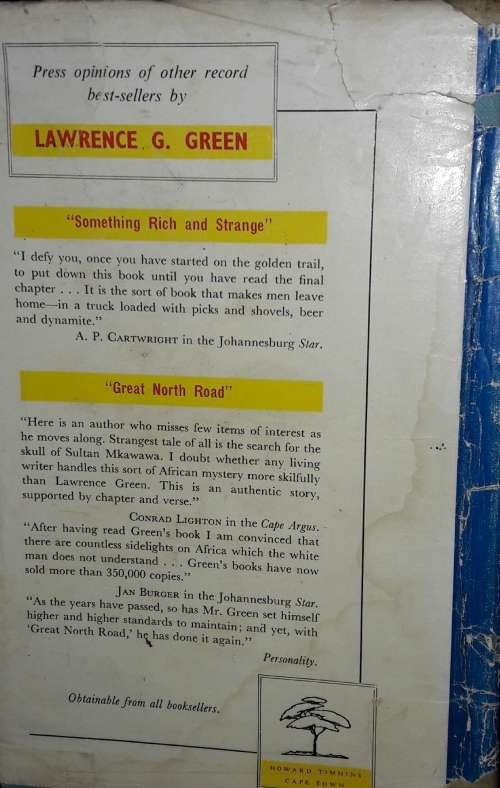 Press opinions of other record
best-sellers by
LAWRENCE G. GREEN
"Something Rich and Strange"
"I defy you, once you have started on the golden trail,
to put down this book until you have read the final
chapter . . . It is the sort of book that makes men leave
home—in a truck loaded with picks and shovels, beer
and dynamite."
A. P. CARTWRIGHT in the Johannesburg Star.
"Great North Road"
"Here is an author who misses few items of interest as
he moves along. Strangest tale of all is the search for the
skull of Sultan Mkawawa. I doubt whether any living
writer handles this sort of African mystery more skilfully
than Lawrence Green. This is an authentic story,
supported by chapter and verse."
CONRAD LIGHTON in the Cape Argus.
"After having read Green's book I am convinced that
there are countless sidelights on Africa which the white
man does not understand . . . Green's books have now
sold more than 350,000 copies."
JAN BURGER in the Johannesburg Star.
"As the years have passed, so has Mr. Green set himself
higher and higher standards to maintain; and yet, with
'Great North Road,' he has done it again."
Personality.
Obtainable from all booksellers.
HOWARD TIMMINS
CAPE TOWN